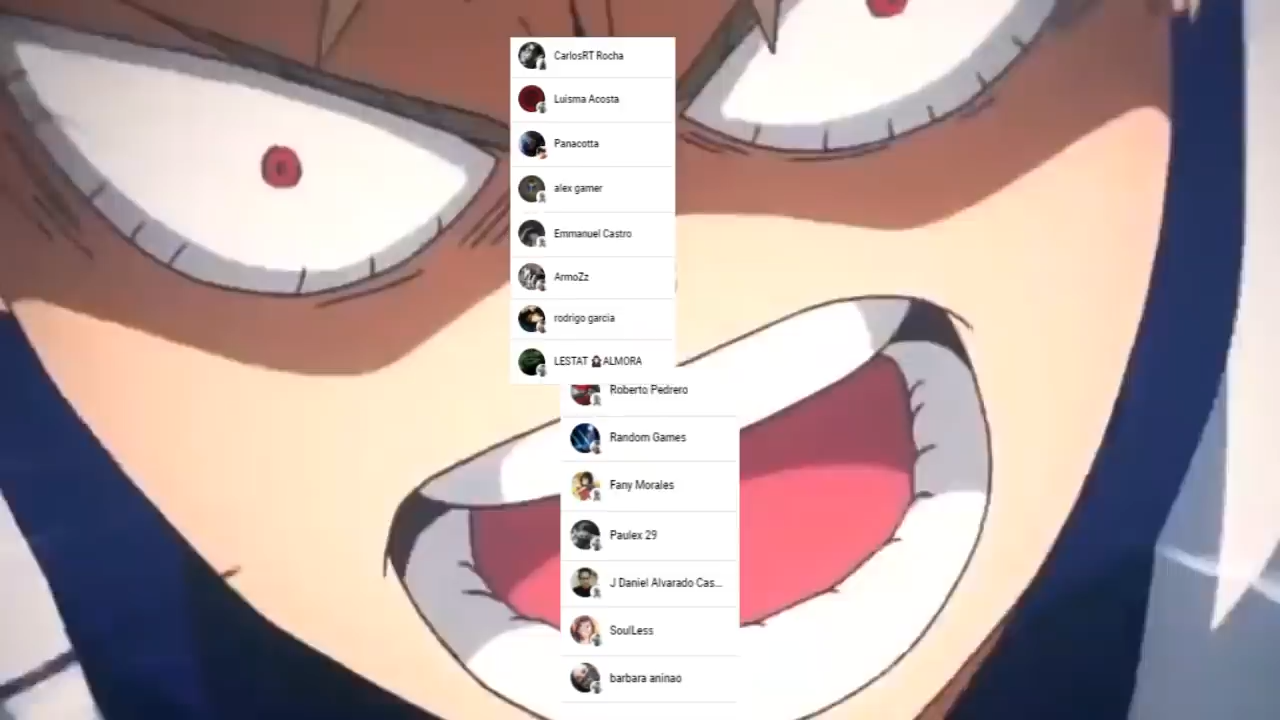 CarlosRT Rocha
Luisma Acosta
Panacotta
alex gamer
Emmanuel Castro
ArmoZz
rodrigo garcia
LESTAT 🧛🏻‍♂️ALMORA
Roberto Pedrero
Random Games
Fany Morales
Paulex 29
J Daniel Alvarado Cas...
SoulLess
barbara aninao